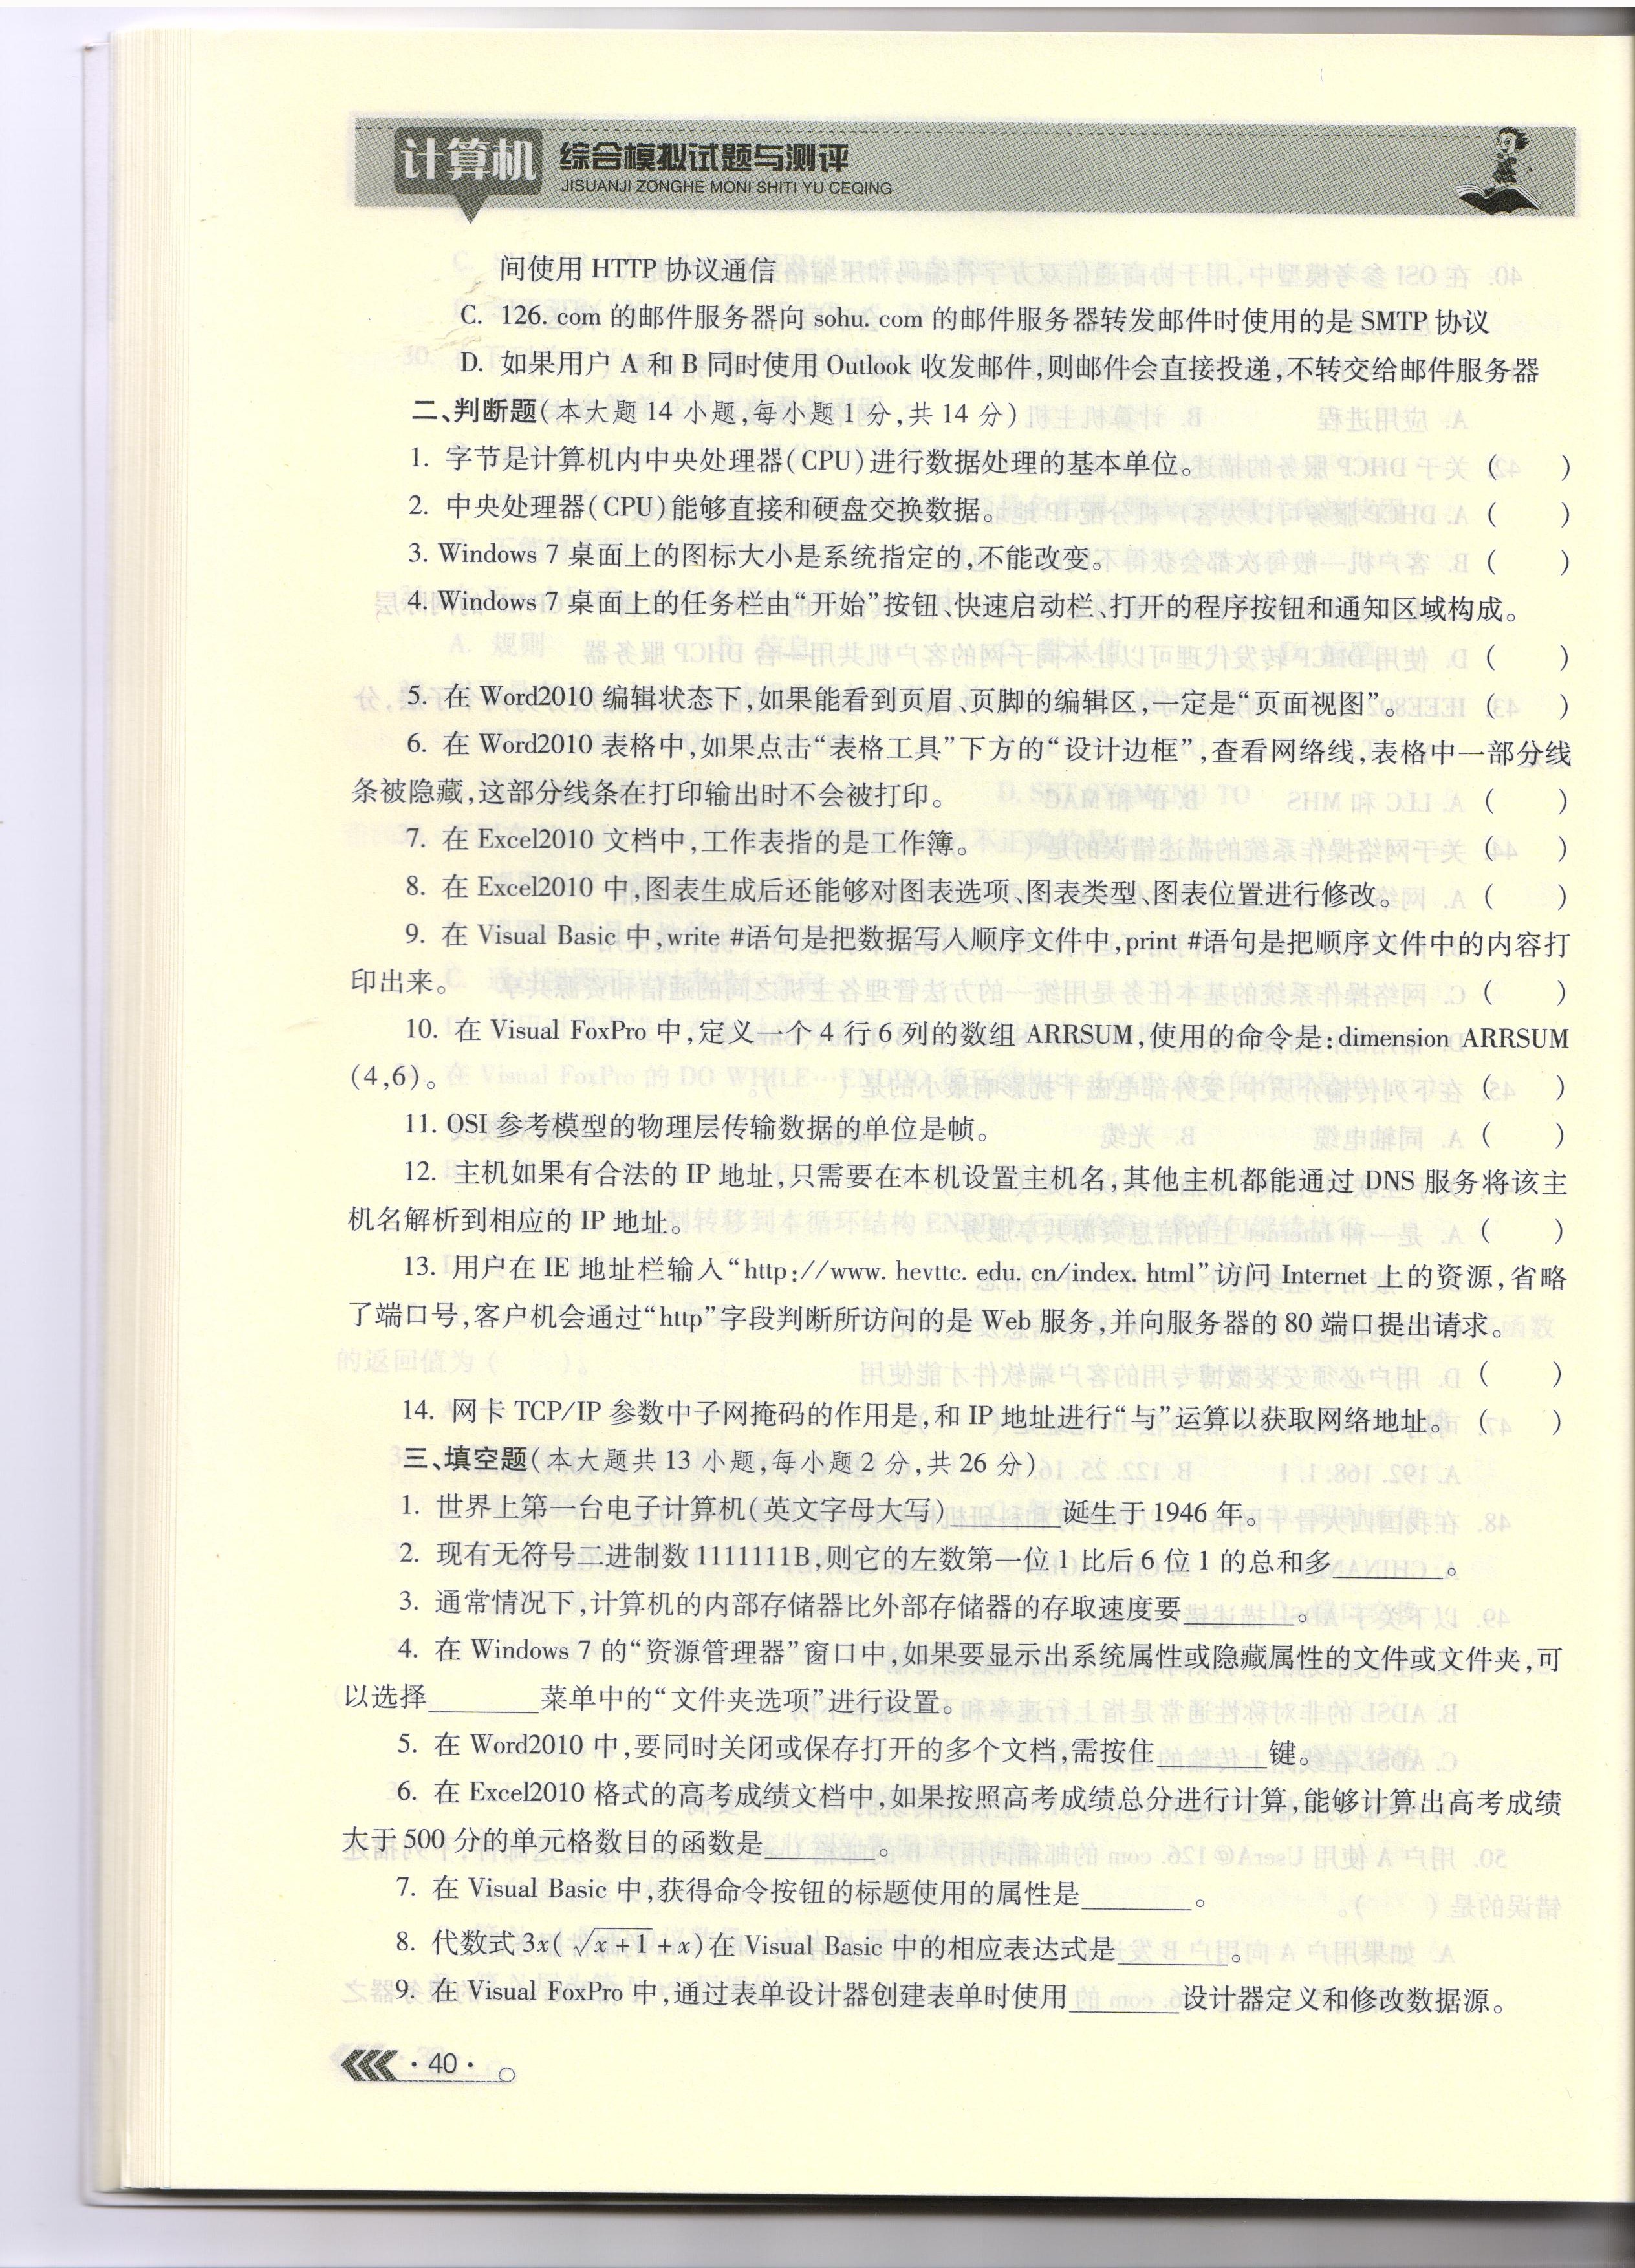 计算机 综合模拟试题与测评
JISUANJI ZONGHE MONI SHITI YU CEQING
间使用 HTTP 协议通信
C. 126. com 的邮件服务器向 sohu. com 的邮件服务器转发邮件时使用的是 SMTP 协议
D. 如果用户 A 和 B 同时使用 Outlook 收发邮件,则邮件会直接投递,不转交给邮件服务器
二、判断题(本大题 14 小题,每小题 1 分,共 14 分)
1. 字节是计算机内中央处理器(CPU)进行数据处理的基本单位。 ( )
2. 中央处理器(CPU)能够直接和硬盘交换数据。 ( )
3. Windows 7 桌面上的图标大小是系统指定的,不能改变。 ( )
4. Windows 7 桌面上的任务栏由“开始”按钮、快速启动栏、打开的程序按钮和通知区域构成。
( )
5. 在 Word2010 编辑状态下,如果能看到页眉、页脚的编辑区,一定是“页面视图”。 ( )
6. 在 Word2010 表格中,如果点击“表格工具”下方的“设计边框”,查看网络线,表格中一部分线
条被隐藏,这部分线条在打印输出时不会被打印。 ( )
7. 在 Excel2010 文档中,工作表指的是工作簿。 ( )
8. 在 Excel2010 中,图表生成后还能够对图表选项、图表类型、图表位置进行修改。 ( )
9. 在 Visual Basic 中,write #语句是把数据写入顺序文件中,print #语句是把顺序文件中的内容打
印出来。 ( )
10. 在 Visual FoxPro 中,定义一个 4 行 6 列的数组 ARRSUM,使用的命令是:dimension ARRSUM
(4,6)。 ( )
11. OSI 参考模型的物理层传输数据的单位是帧。 ( )
12. 主机如果有合法的 IP 地址,只需要在本机设置主机名,其他主机都能通过 DNS 服务将该主
机名解析到相应的 IP 地址。 ( )
13. 用户在 IE 地址栏输入“http://www. hevttc. edu. cn/index. html”访问 Internet 上的资源,省略
了端口号,客户机会通过“http”字段判断所访问的是 Web 服务,并向服务器的 80 端口提出请求。
( )
14. 网卡 TCP/IP 参数中子网掩码的作用是,和 IP 地址进行“与”运算以获取网络地址。 ( )
三、填空题(本大题共 13 小题,每小题 2 分,共 26 分)
1. 世界上第一台电子计算机(英文字母大写)________诞生于 1946 年。
2. 现有无符号二进制数 1111111B,则它的左数第一位 1 比后 6 位 1 的总和多________。
3. 通常情况下,计算机的内部存储器比外部存储器的存取速度要________。
4. 在 Windows 7 的“资源管理器”窗口中,如果要显示出系统属性或隐藏属性的文件或文件夹,可
以选择________菜单中的“文件夹选项”进行设置。
5. 在 Word2010 中,要同时关闭或保存打开的多个文档,需按住________键。
6. 在 Excel2010 格式的高考成绩文档中,如果按照高考成绩总分进行计算,能够计算出高考成绩
大于 500 分的单元格数目的函数是________。
7. 在 Visual Basic 中,获得命令按钮的标题使用的属性是________。
8. 代数式 3x(√x+1+x)在 Visual Basic 中的相应表达式是________。
9. 在 Visual FoxPro 中,通过表单设计器创建表单时使用________设计器定义和修改数据源。
·40·